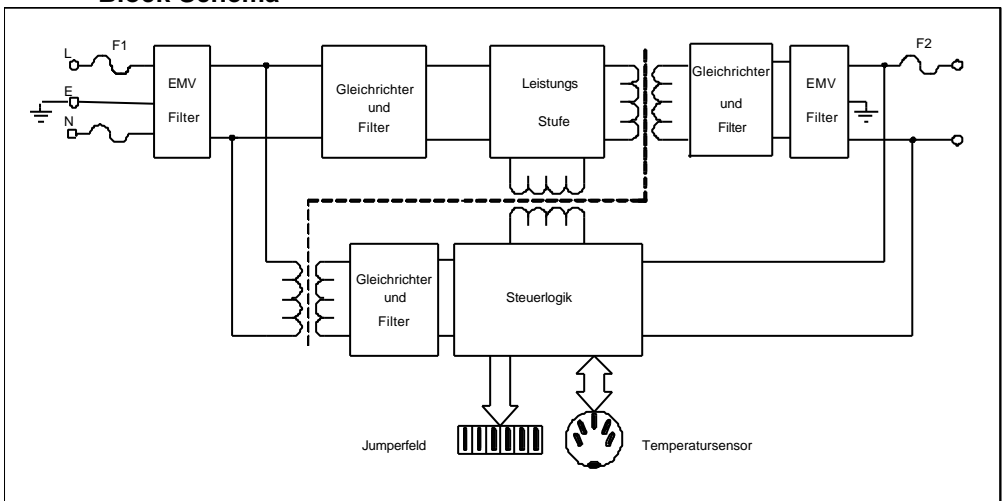 Block Schema
L
F1
E
N
EMV
Filter
Gleichrichter
und
Filter
Leistungs
Stufe
Gleichrichter
und
Filter
EMV
Filter
F2
Gleichrichter
und
Filter
Steuerlogik
Jumperfeld
Temperatursensor